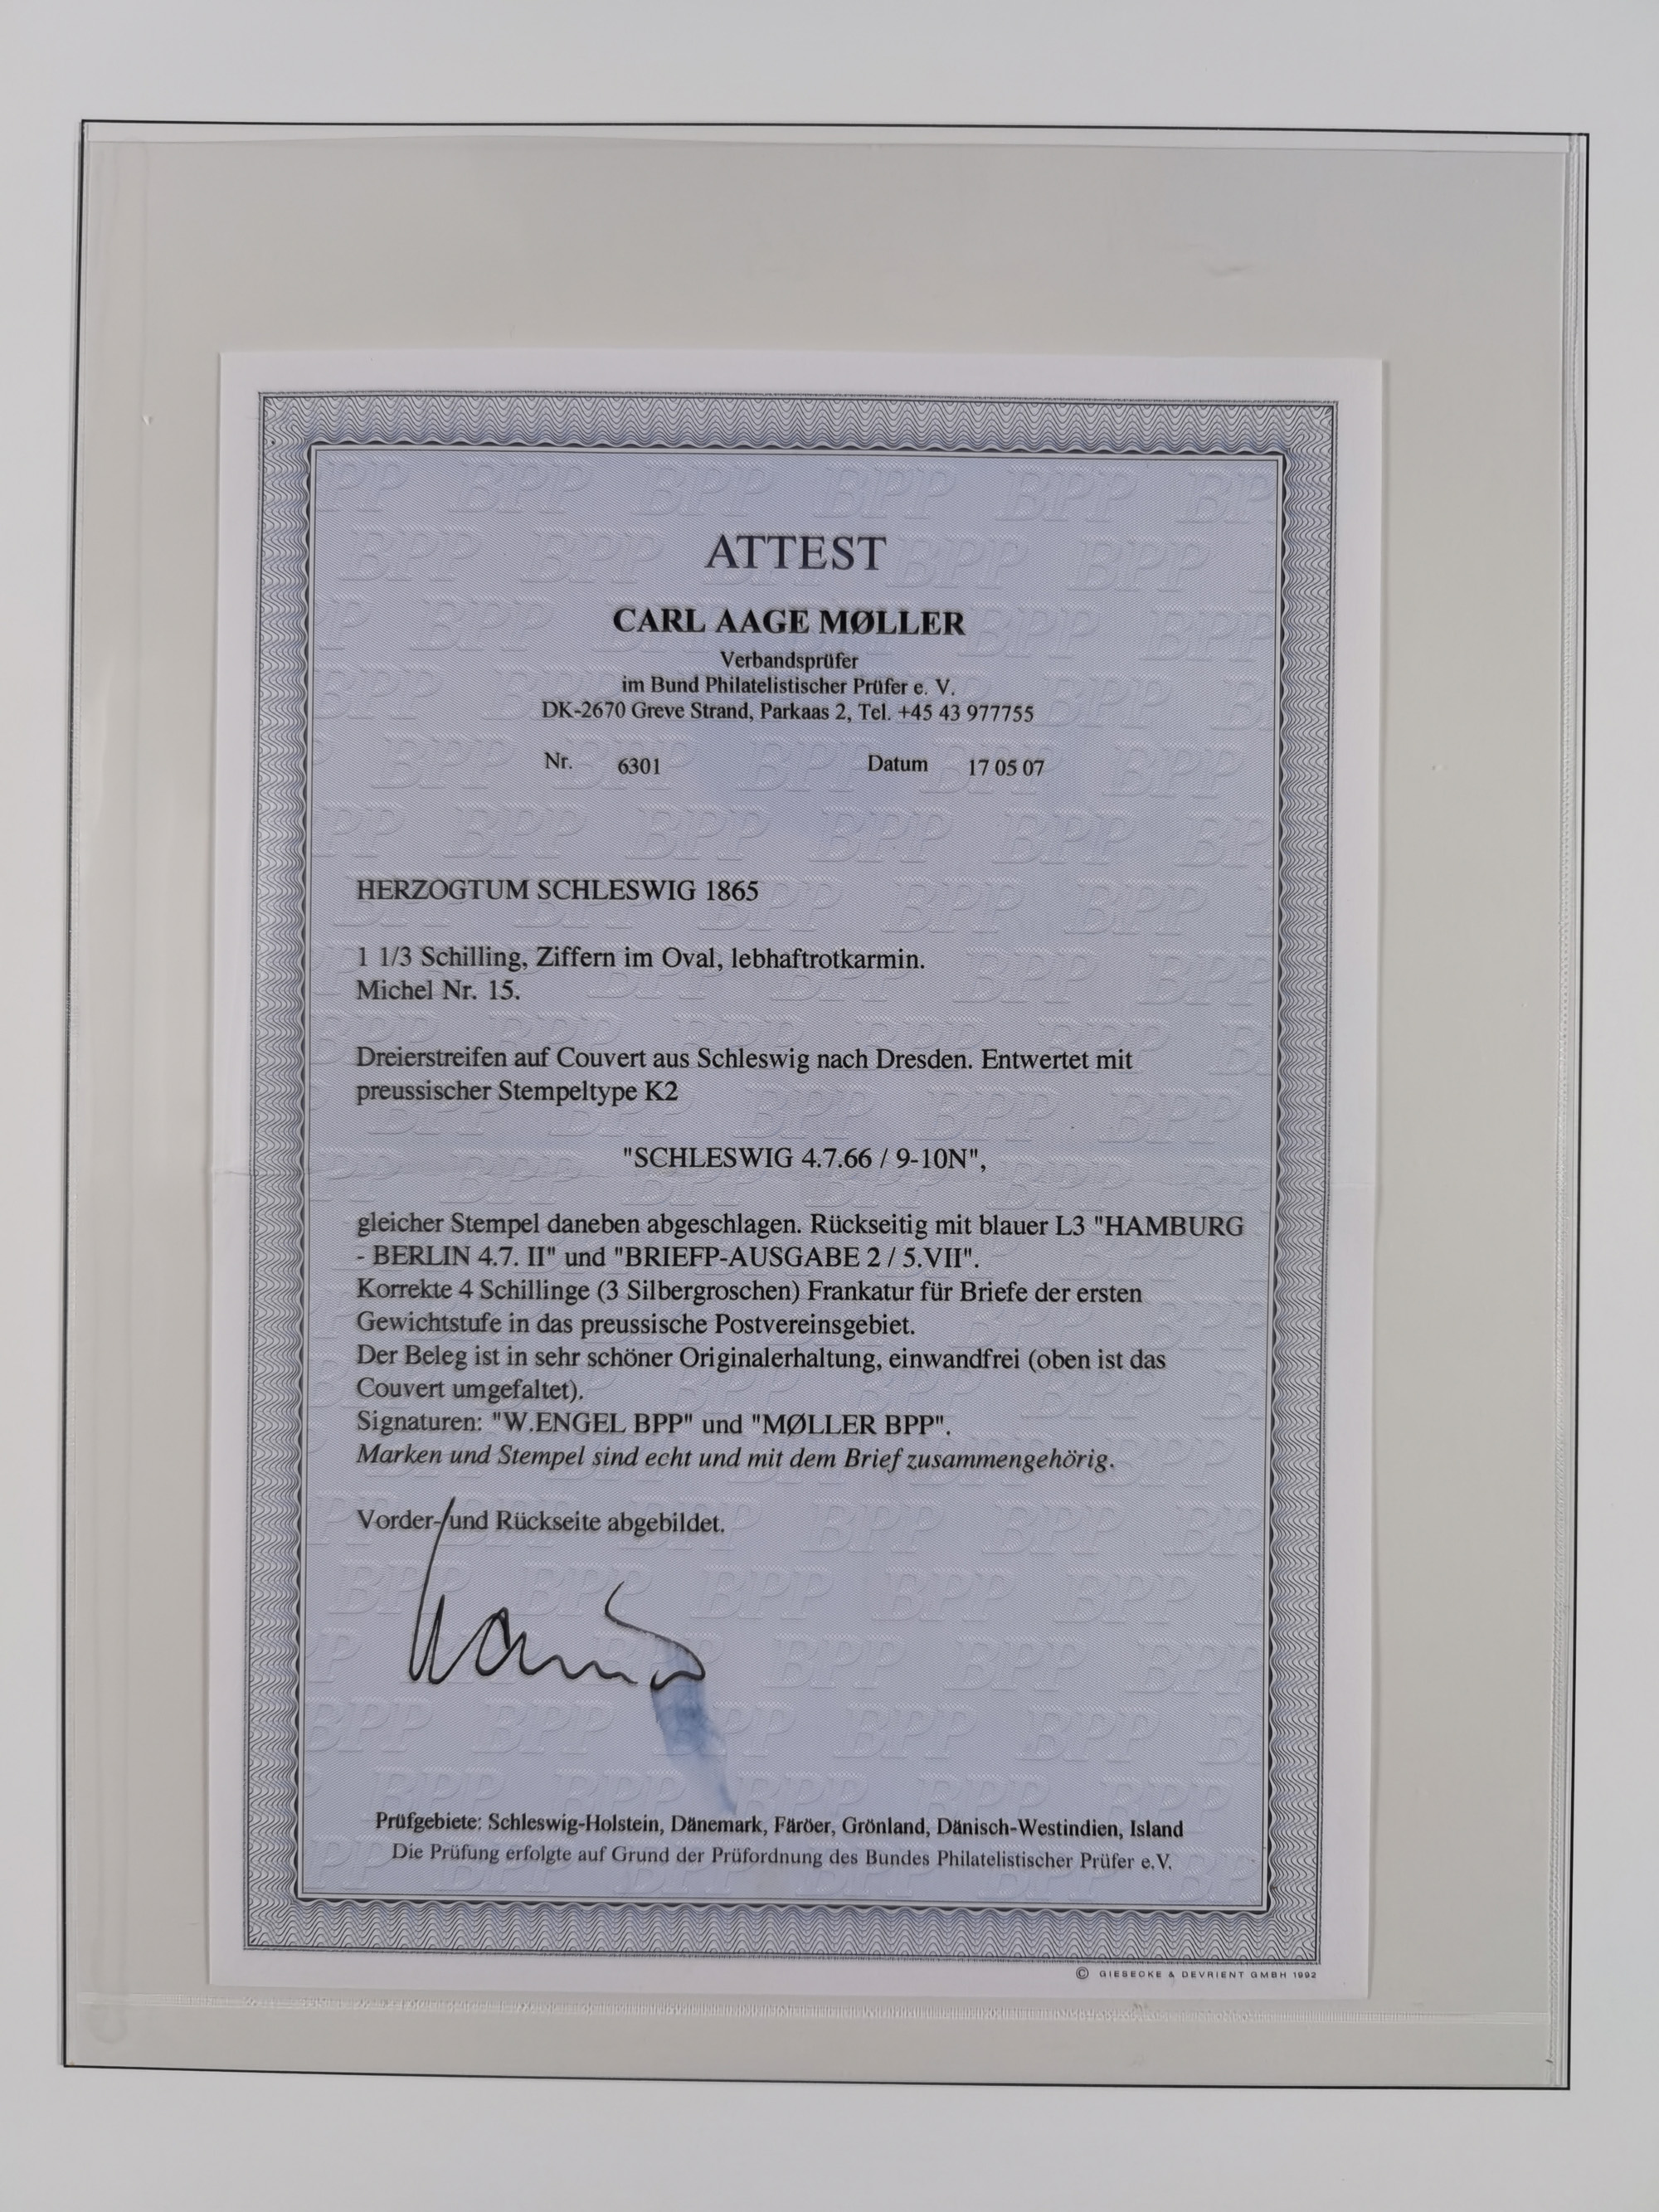 ATTEST
CARL AAGE MØLLER
Verbandsprüfer
im Bund Philatelistischer Prüfer e. V.
DK-2670 Greve Strand, Parkaas 2, Tel. +45 43 977755
Nr. 6301 Datum 17 05 07
HERZOGTUM SCHLESWIG 1865
1 1/3 Schilling, Ziffern im Oval, lebhaftrotkarmin.
Michel Nr. 15.
Dreierstreifen auf Couvert aus Schleswig nach Dresden. Entwertet mit
preussischer Stempeltype K2
"SCHLESWIG 4.7.66 / 9-10N",
gleicher Stempel daneben abgeschlagen. Rückseitig mit blauer L3 "HAMBURG
- BERLIN 4.7. II" und "BRIEFP-AUSGABE 2 / 5.VII".
Korrekte 4 Schillinge (3 Silbergroschen) Frankatur für Briefe der ersten
Gewichtstufe in das preussische Postvereinsgebiet.
Der Beleg ist in sehr schöner Originalerhaltung, einwandfrei (oben ist das
Couvert umgefaltet).
Signaturen: "W.ENGEL BPP" und "MØLLER BPP".
Marken und Stempel sind echt und mit dem Brief zusammengehörig.
Vorder- und Rückseite abgebildet.
Prüfgebiete: Schleswig-Holstein, Dänemark, Färöer, Grönland, Dänisch-Westindien, Island
Die Prüfung erfolgte auf Grund der Prüfordnung des Bundes Philatelistischer Prüfer e.V.
© GIESECKE & DEVRIENT GMBH 1992